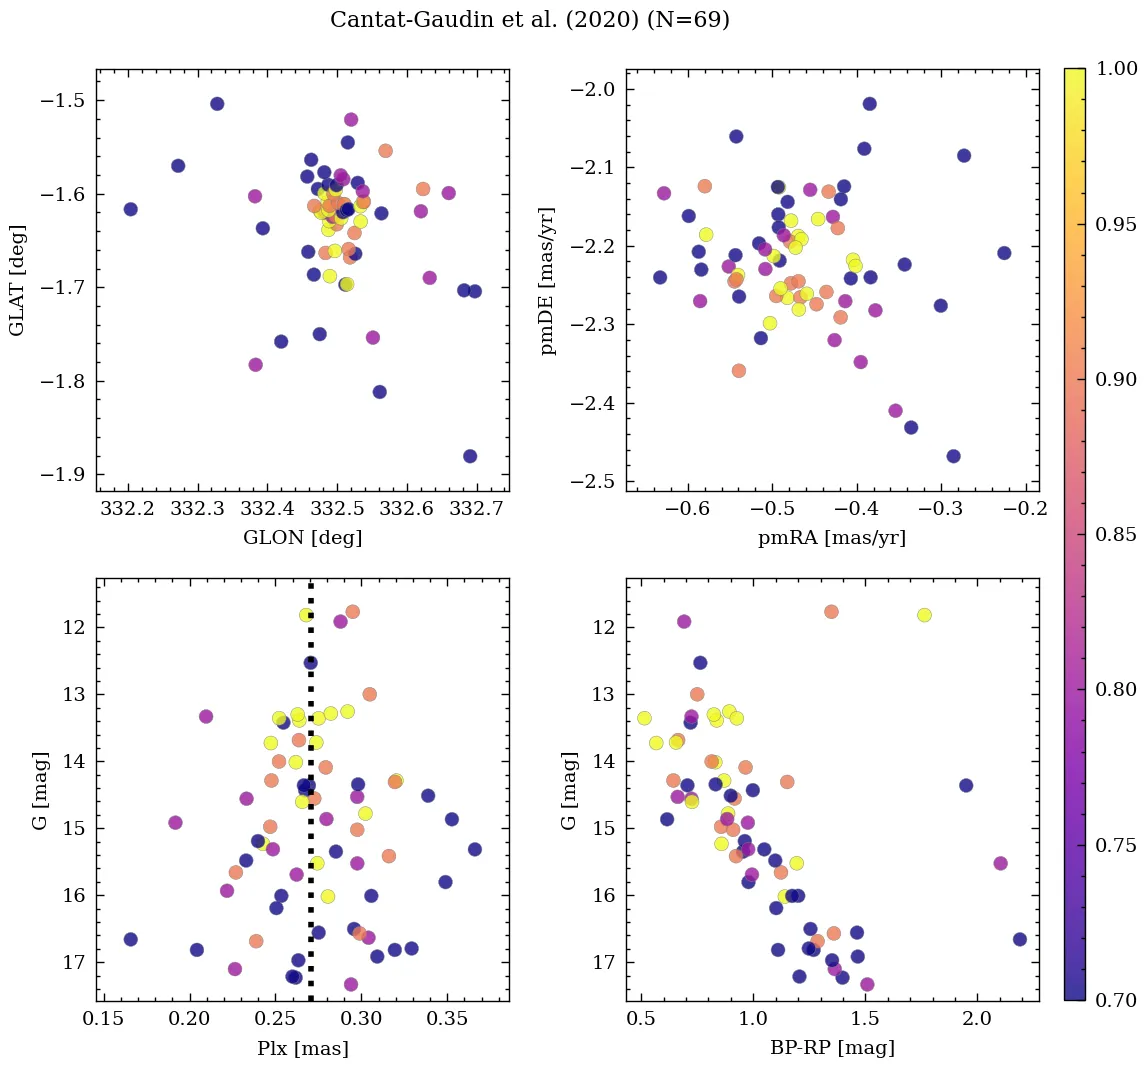 Cantat-Gaudin et al. (2020) (N=69)
−1.5
−1.6
−1.7
−1.8
−1.9
GLAT [deg]
332.2 332.3 332.4 332.5 332.6 332.7
GLON [deg]
−2.0
−2.1
−2.2
−2.3
−2.4
−2.5
pmDE [mas/yr]
−0.6 −0.5 −0.4 −0.3 −0.2
pmRA [mas/yr]
12
13
14
15
16
17
G [mag]
0.15 0.20 0.25 0.30 0.35
Plx [mas]
12
13
14
15
16
17
G [mag]
0.5 1.0 1.5 2.0
BP-RP [mag]
1.00
0.95
0.90
0.85
0.80
0.75
0.70